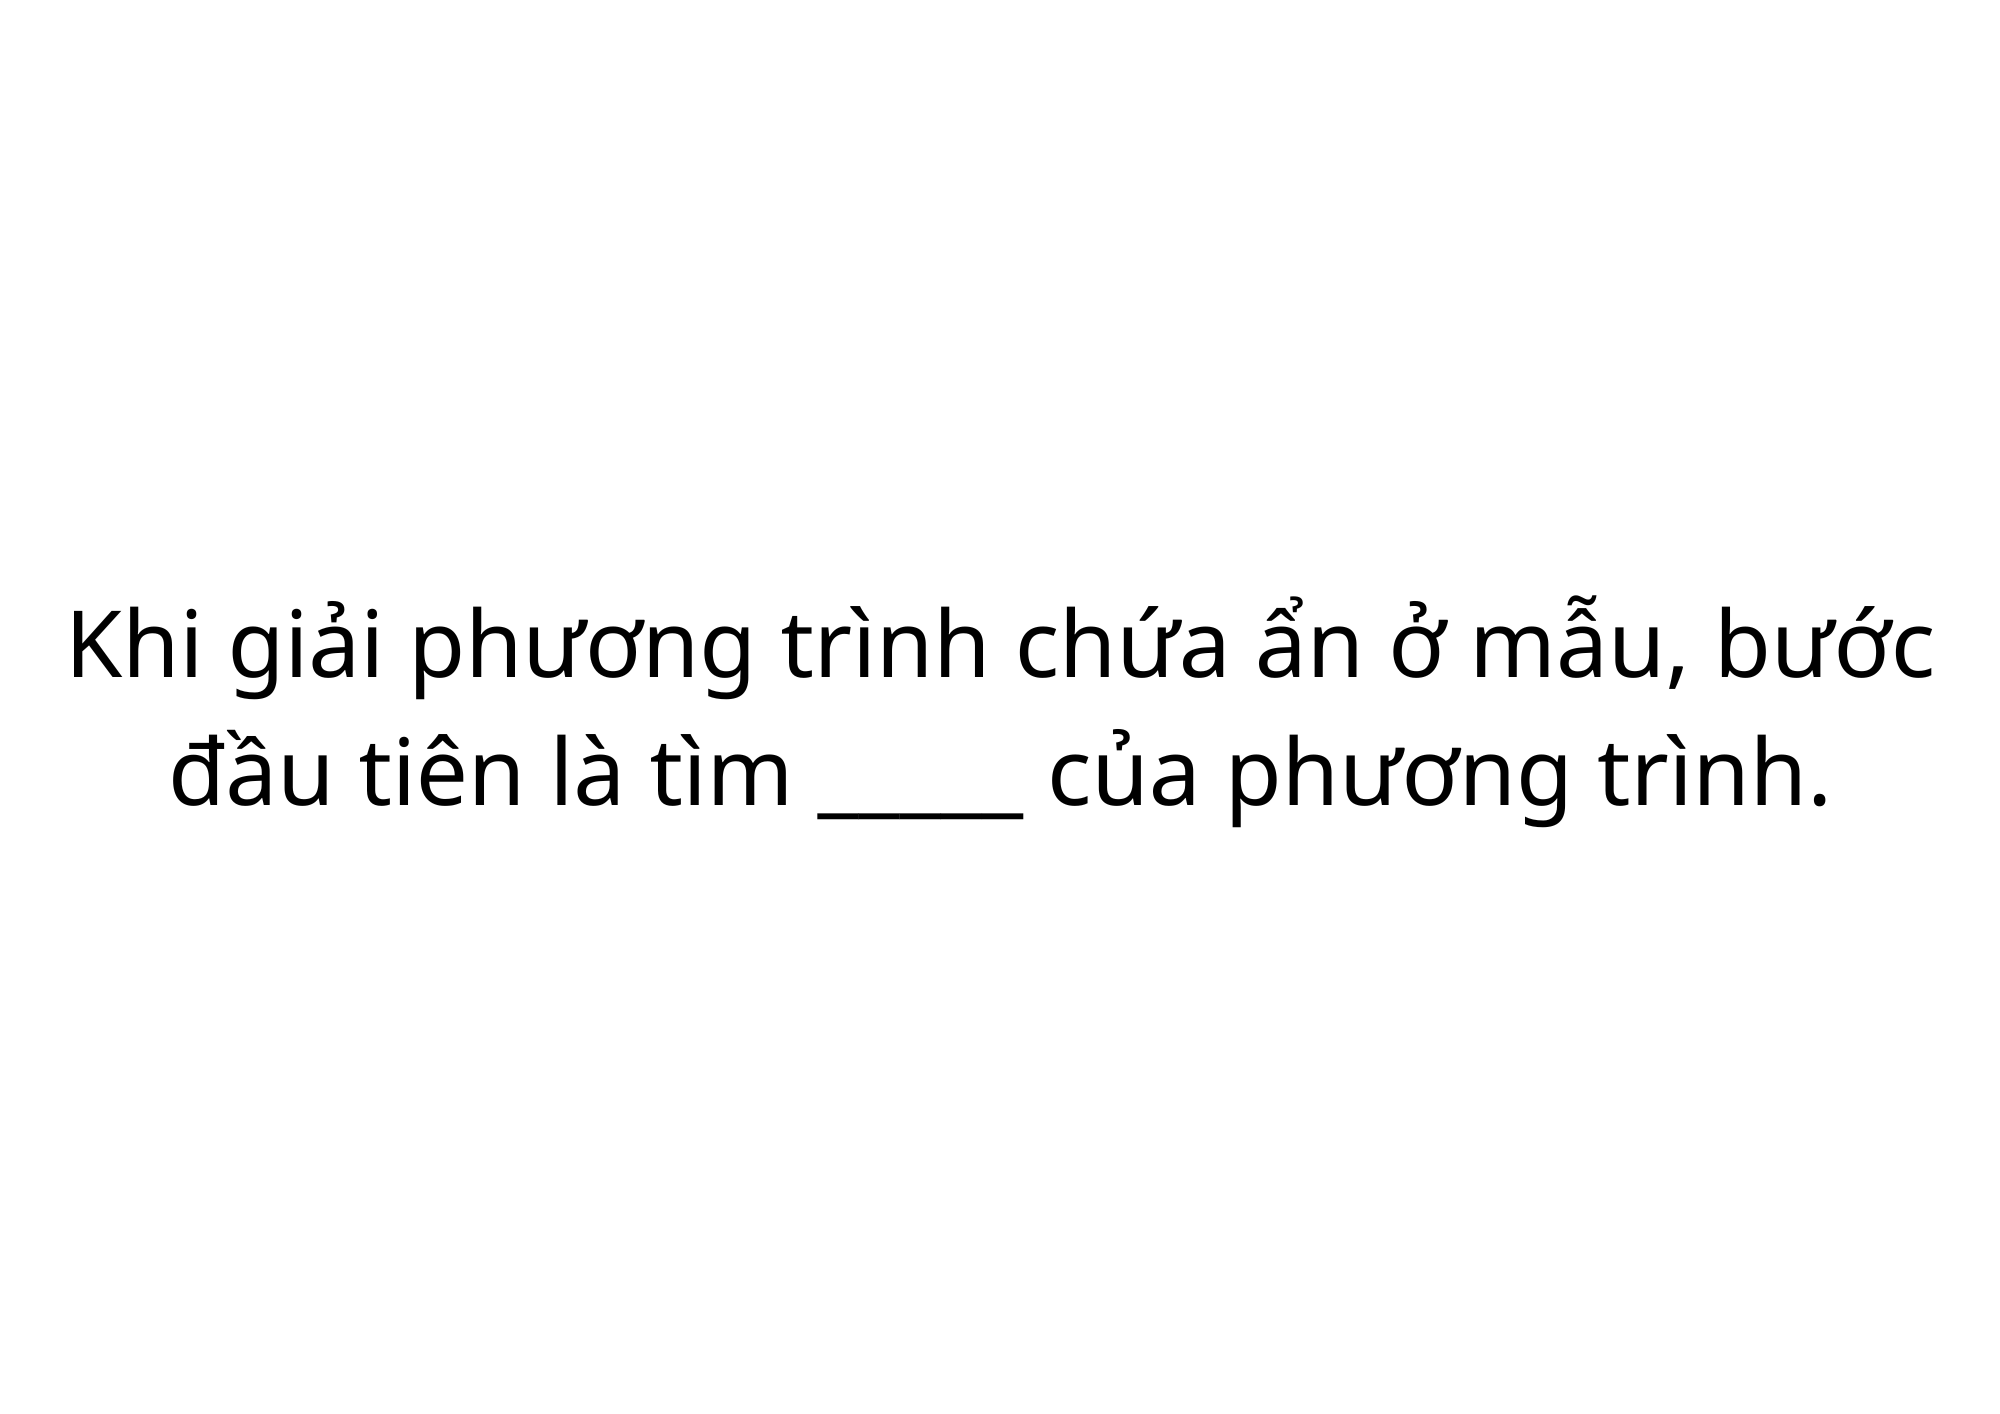 Khi giải phương trình chứa ẩn ở mẫu, bước
đầu tiên là tìm _____ của phương trình.